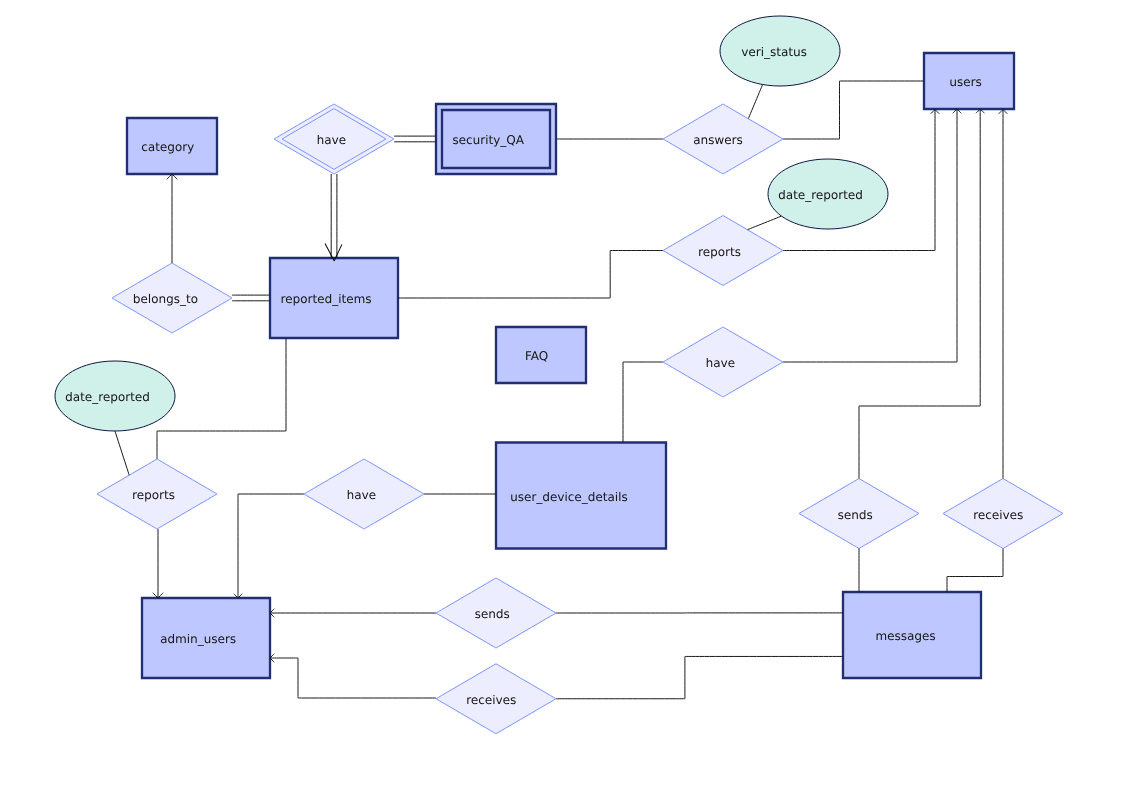 veri_status
users
have
security_QA
answers
category
date_reported
reports
belongs_to
reported_items
FAQ
have
date_reported
reports
have
user_device_details
sends
receives
sends
admin_users
messages
receives